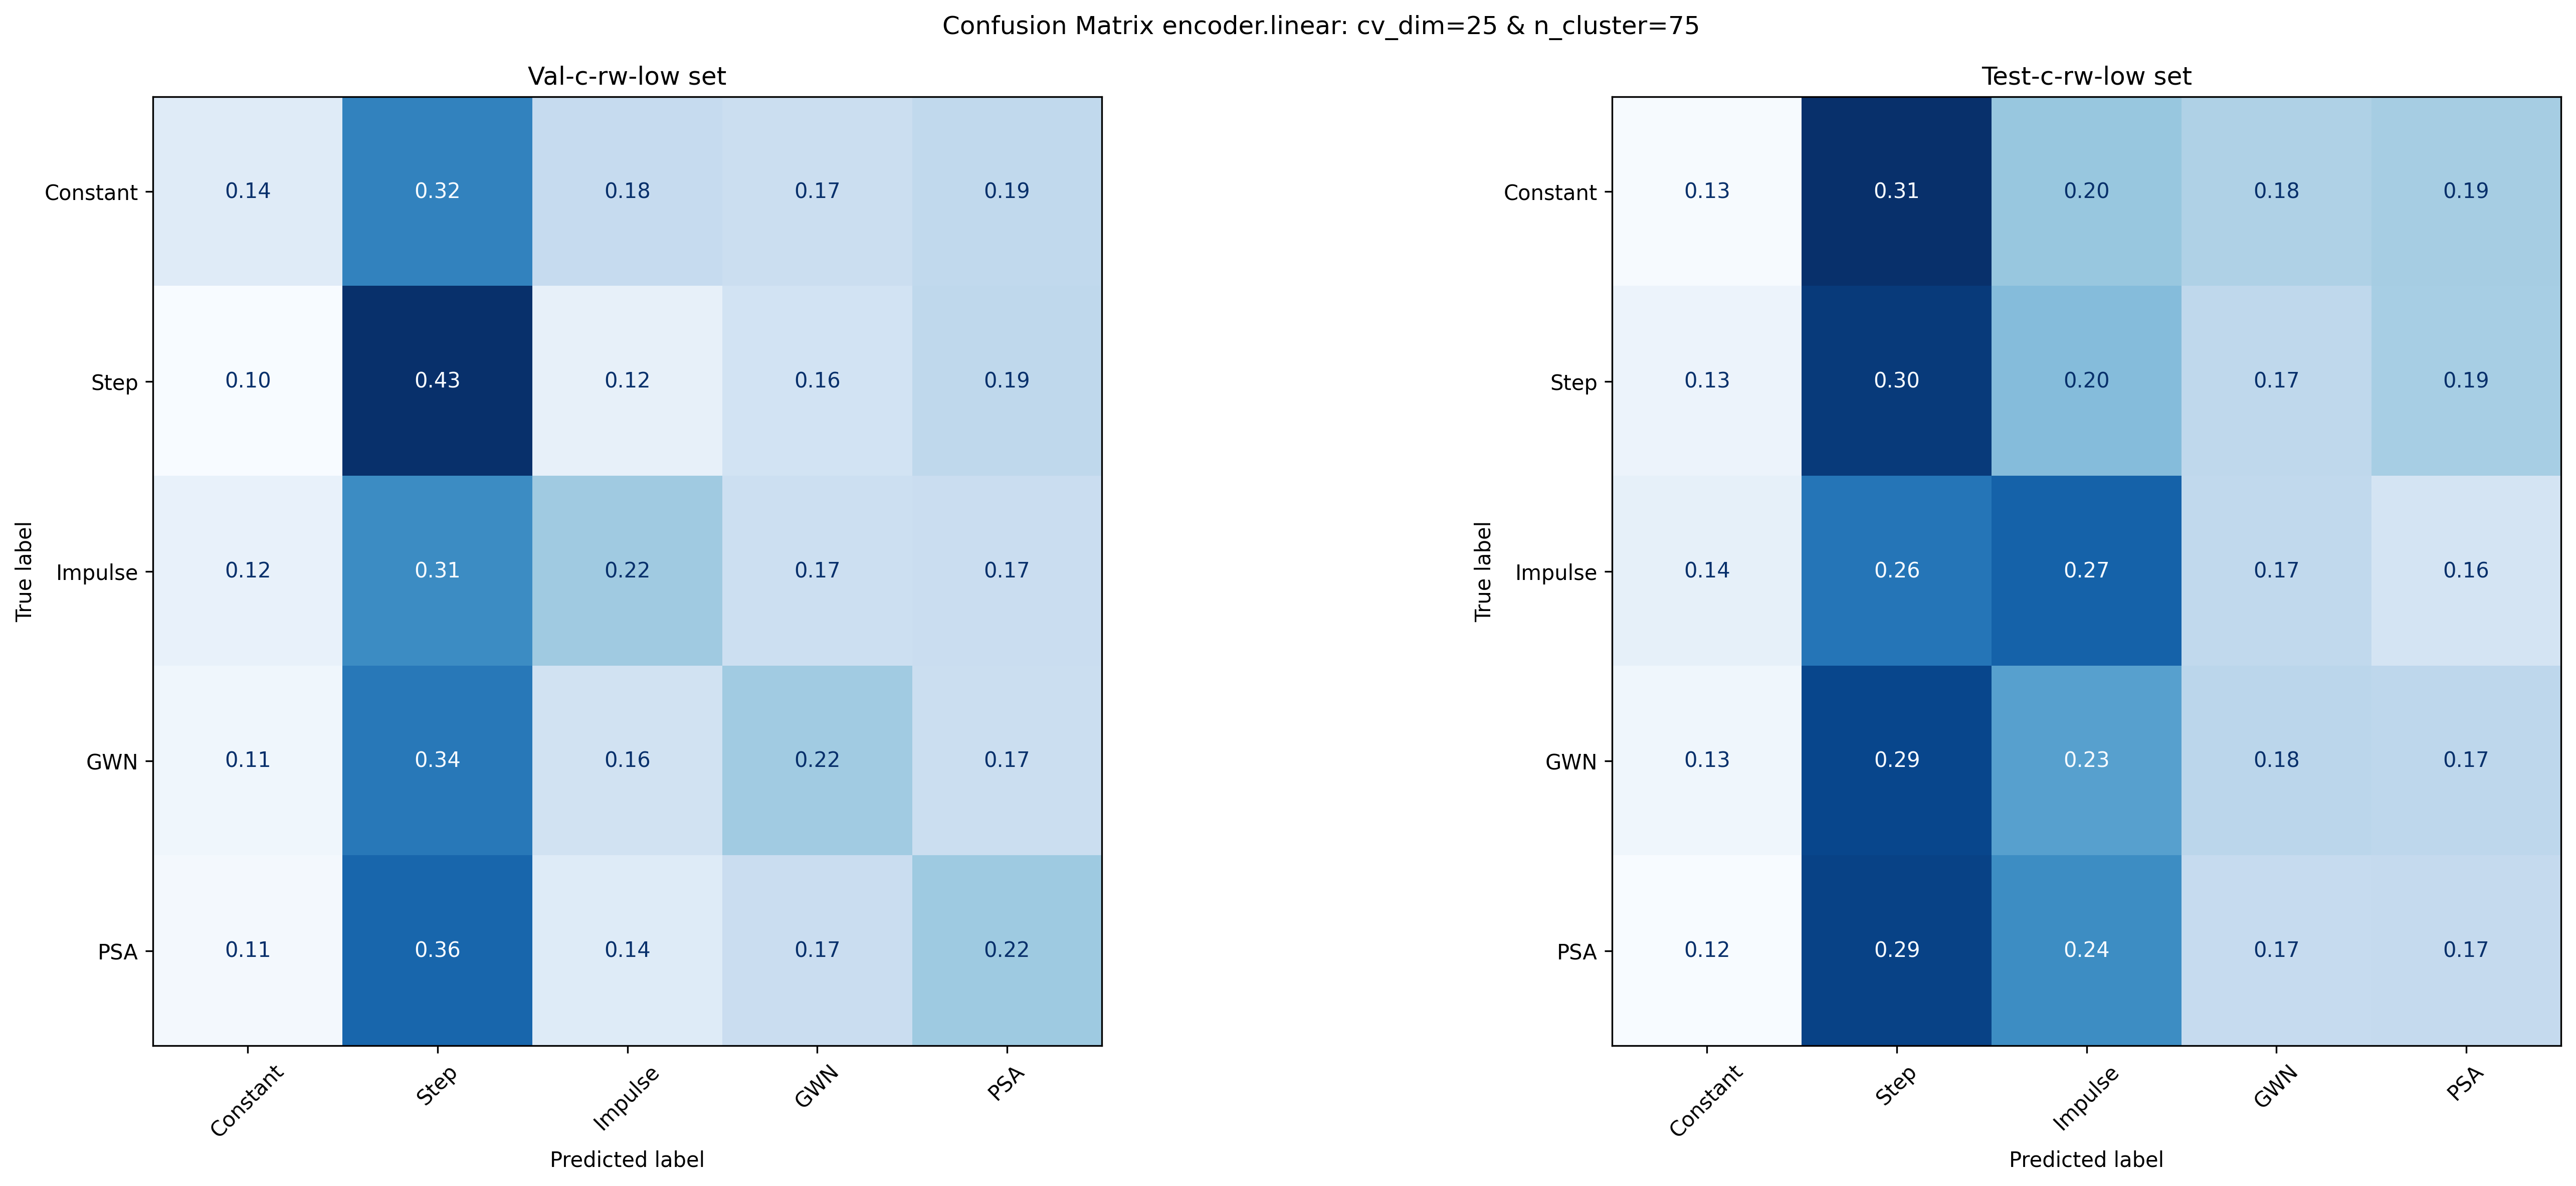 Confusion Matrix encoder.linear: cv_dim=25 & n_cluster=75
Val-c-rw-low set
True label
Constant 0.14 0.32 0.18 0.17 0.19
Step 0.10 0.43 0.12 0.16 0.19
Impulse 0.12 0.31 0.22 0.17 0.17
GWN 0.11 0.34 0.16 0.22 0.17
PSA 0.11 0.36 0.14 0.17 0.22
Constant Step Impulse GWN PSA
Predicted label
Test-c-rw-low set
True label
Constant 0.13 0.31 0.20 0.18 0.19
Step 0.13 0.30 0.20 0.17 0.19
Impulse 0.14 0.26 0.27 0.17 0.16
GWN 0.13 0.29 0.23 0.18 0.17
PSA 0.12 0.29 0.24 0.17 0.17
Constant Step Impulse GWN PSA
Predicted label